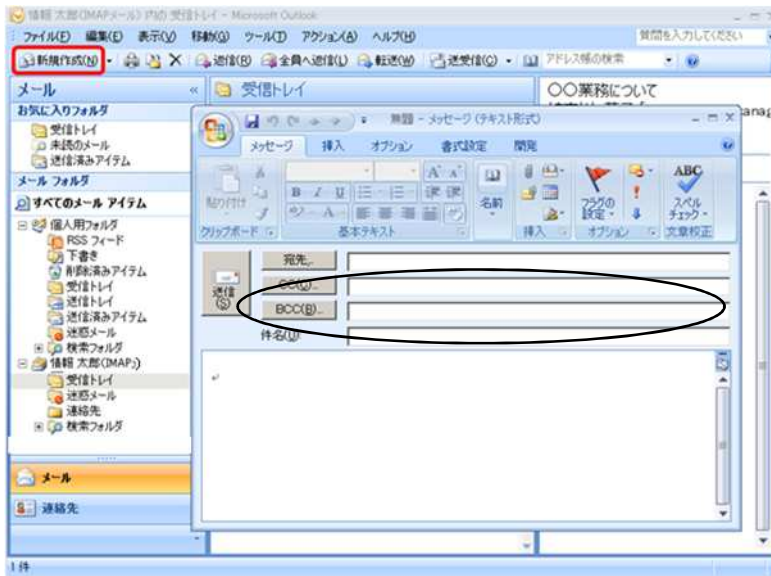 情報 太郎(IMAPメール) 内の 受信トレイ - Microsoft Outlook
ファイル(F) 編集(E) 表示(V) 移動(G) ツール(T) アクション(A) ヘルプ(H)
質問を入力してください
新規作成(N) 返信(R) 全員へ返信(L) 転送(W) 送受信(C) アドレス帳の検索
メール «
受信トレイ
〇〇業務について
お気に入りフォルダ
受信トレイ
未読のメール
送信済みアイテム
メール フォルダ
すべてのメール アイテム
個人用フォルダ
RSS フィード
下書き
削除済みアイテム
受信トレイ
送信トレイ
送信済みアイテム
迷惑メール
検索フォルダ
情報 太郎(IMAP:)
受信トレイ
迷惑メール
連絡先
検索フォルダ
メール
連絡先
1 件
無題 - メッセージ (テキスト形式)
メッセージ 挿入 オプション 書式設定 開発
貼り付け
B I U
名前
フラグの設定
ABC
スペル チェック
クリップボード 基本テキスト 挿入 オプション 文章校正
送信(S)
宛先...
CC(C)...
BCC(B)...
件名(U):